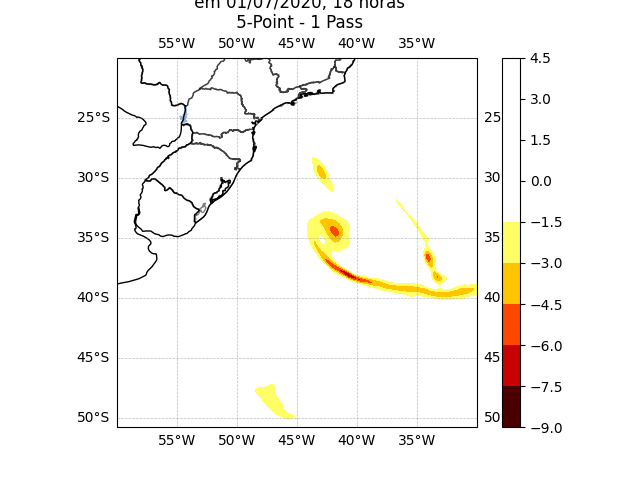 em 01/07/2020, 18 horas
5-Point - 1 Pass
55°W 50°W 45°W 40°W 35°W
25°S 25
30°S 30
35°S 35
40°S 40
45°S 45
50°S 50
55°W 50°W 45°W 40°W 35°W
4.5
3.0
1.5
0.0
−1.5
−3.0
−4.5
−6.0
−7.5
−9.0